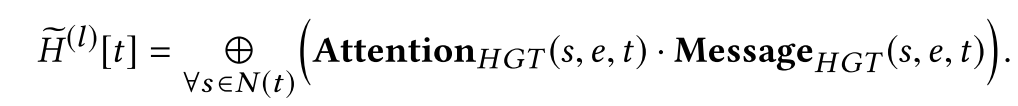 H̃⁽ˡ⁾[t] = ⊕_{∀s∈N(t)} (Attention_{HGT}(s, e, t) · Message_{HGT}(s, e, t)).